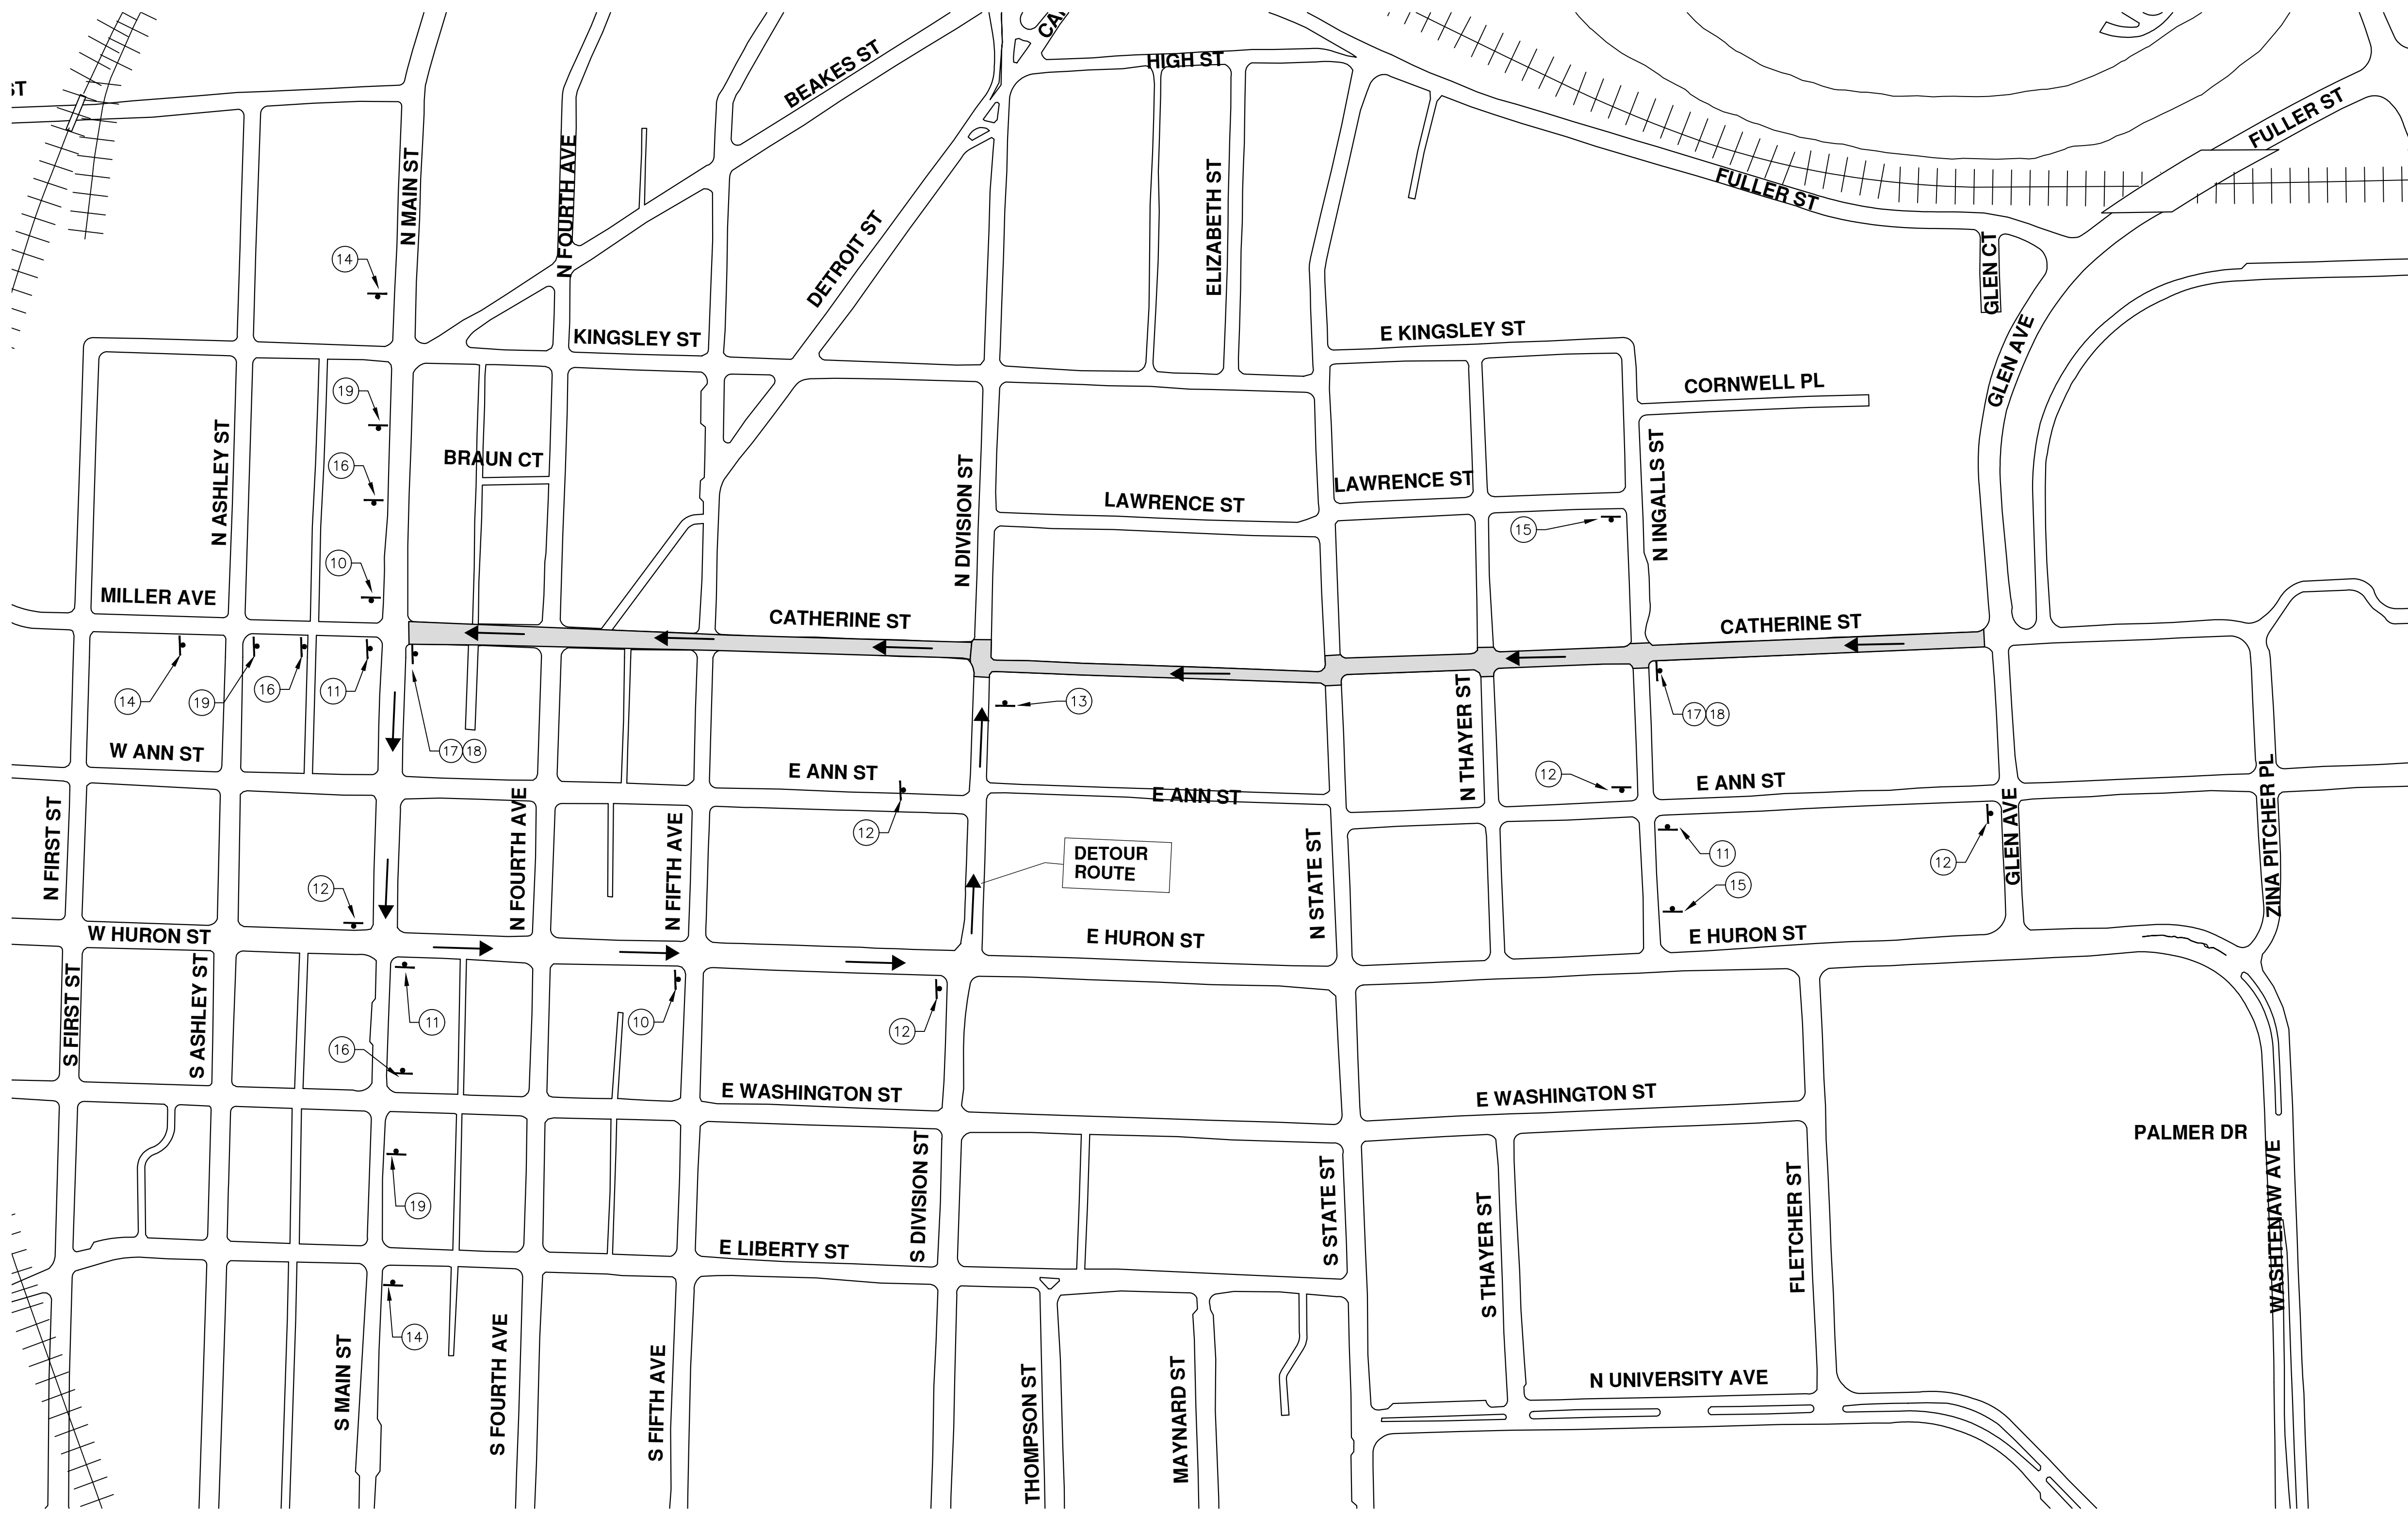 ST
BEAKES ST
HIGH ST
FULLER ST
FULLER ST
N MAIN ST
N FOURTH AVE
DETROIT ST
ELIZABETH ST
GLEN CT
14
KINGSLEY ST
E KINGSLEY ST
GLEN AVE
CORNWELL PL
19
16
10
N ASHLEY ST
BRAUN CT
N DIVISION ST
LAWRENCE ST
LAWRENCE ST
N INGALLS ST
15
MILLER AVE
CATHERINE ST
CATHERINE ST
14
19
16
11
17
18
13
17
18
W ANN ST
E ANN ST
E ANN ST
E ANN ST
N THAYER ST
12
12
N FIRST ST
N FOURTH AVE
N FIFTH AVE
DETOUR
ROUTE
N STATE ST
11
15
12
GLEN AVE
ZINA PITCHER PL
12
W HURON ST
E HURON ST
E HURON ST
S FIRST ST
S ASHLEY ST
11
10
12
16
E WASHINGTON ST
E WASHINGTON ST
PALMER DR
S DIVISION ST
S STATE ST
S THAYER ST
FLETCHER ST
WASHTENAW AVE
19
E LIBERTY ST
14
S MAIN ST
S FOURTH AVE
S FIFTH AVE
THOMPSON ST
MAYNARD ST
N UNIVERSITY AVE